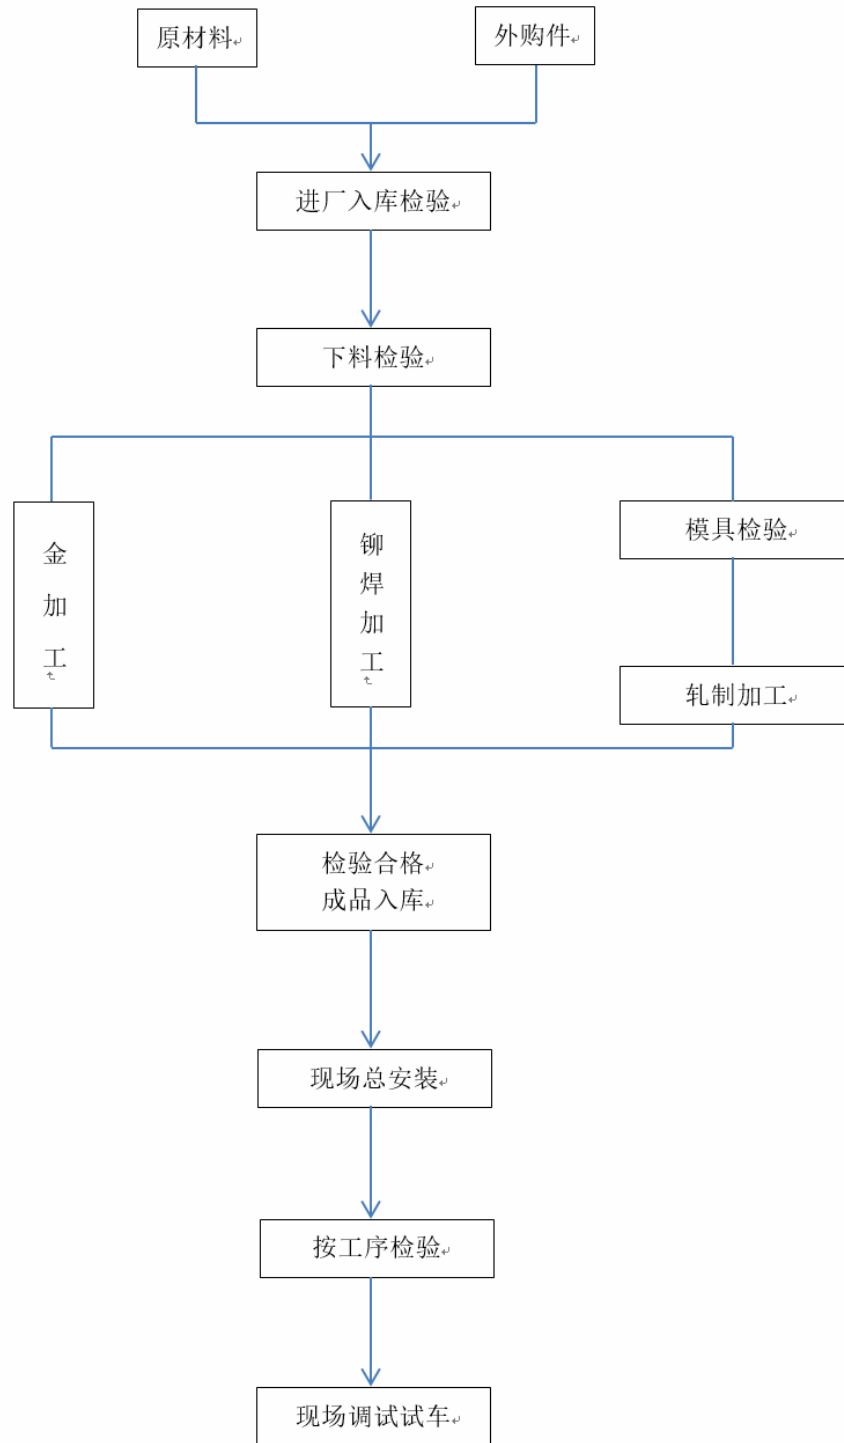 原材料
外购件
进厂入库检验
下料检验
金加工
铆焊加工
模具检验
轧制加工
检验合格
成品入库
现场总安装
按工序检验
现场调试试车